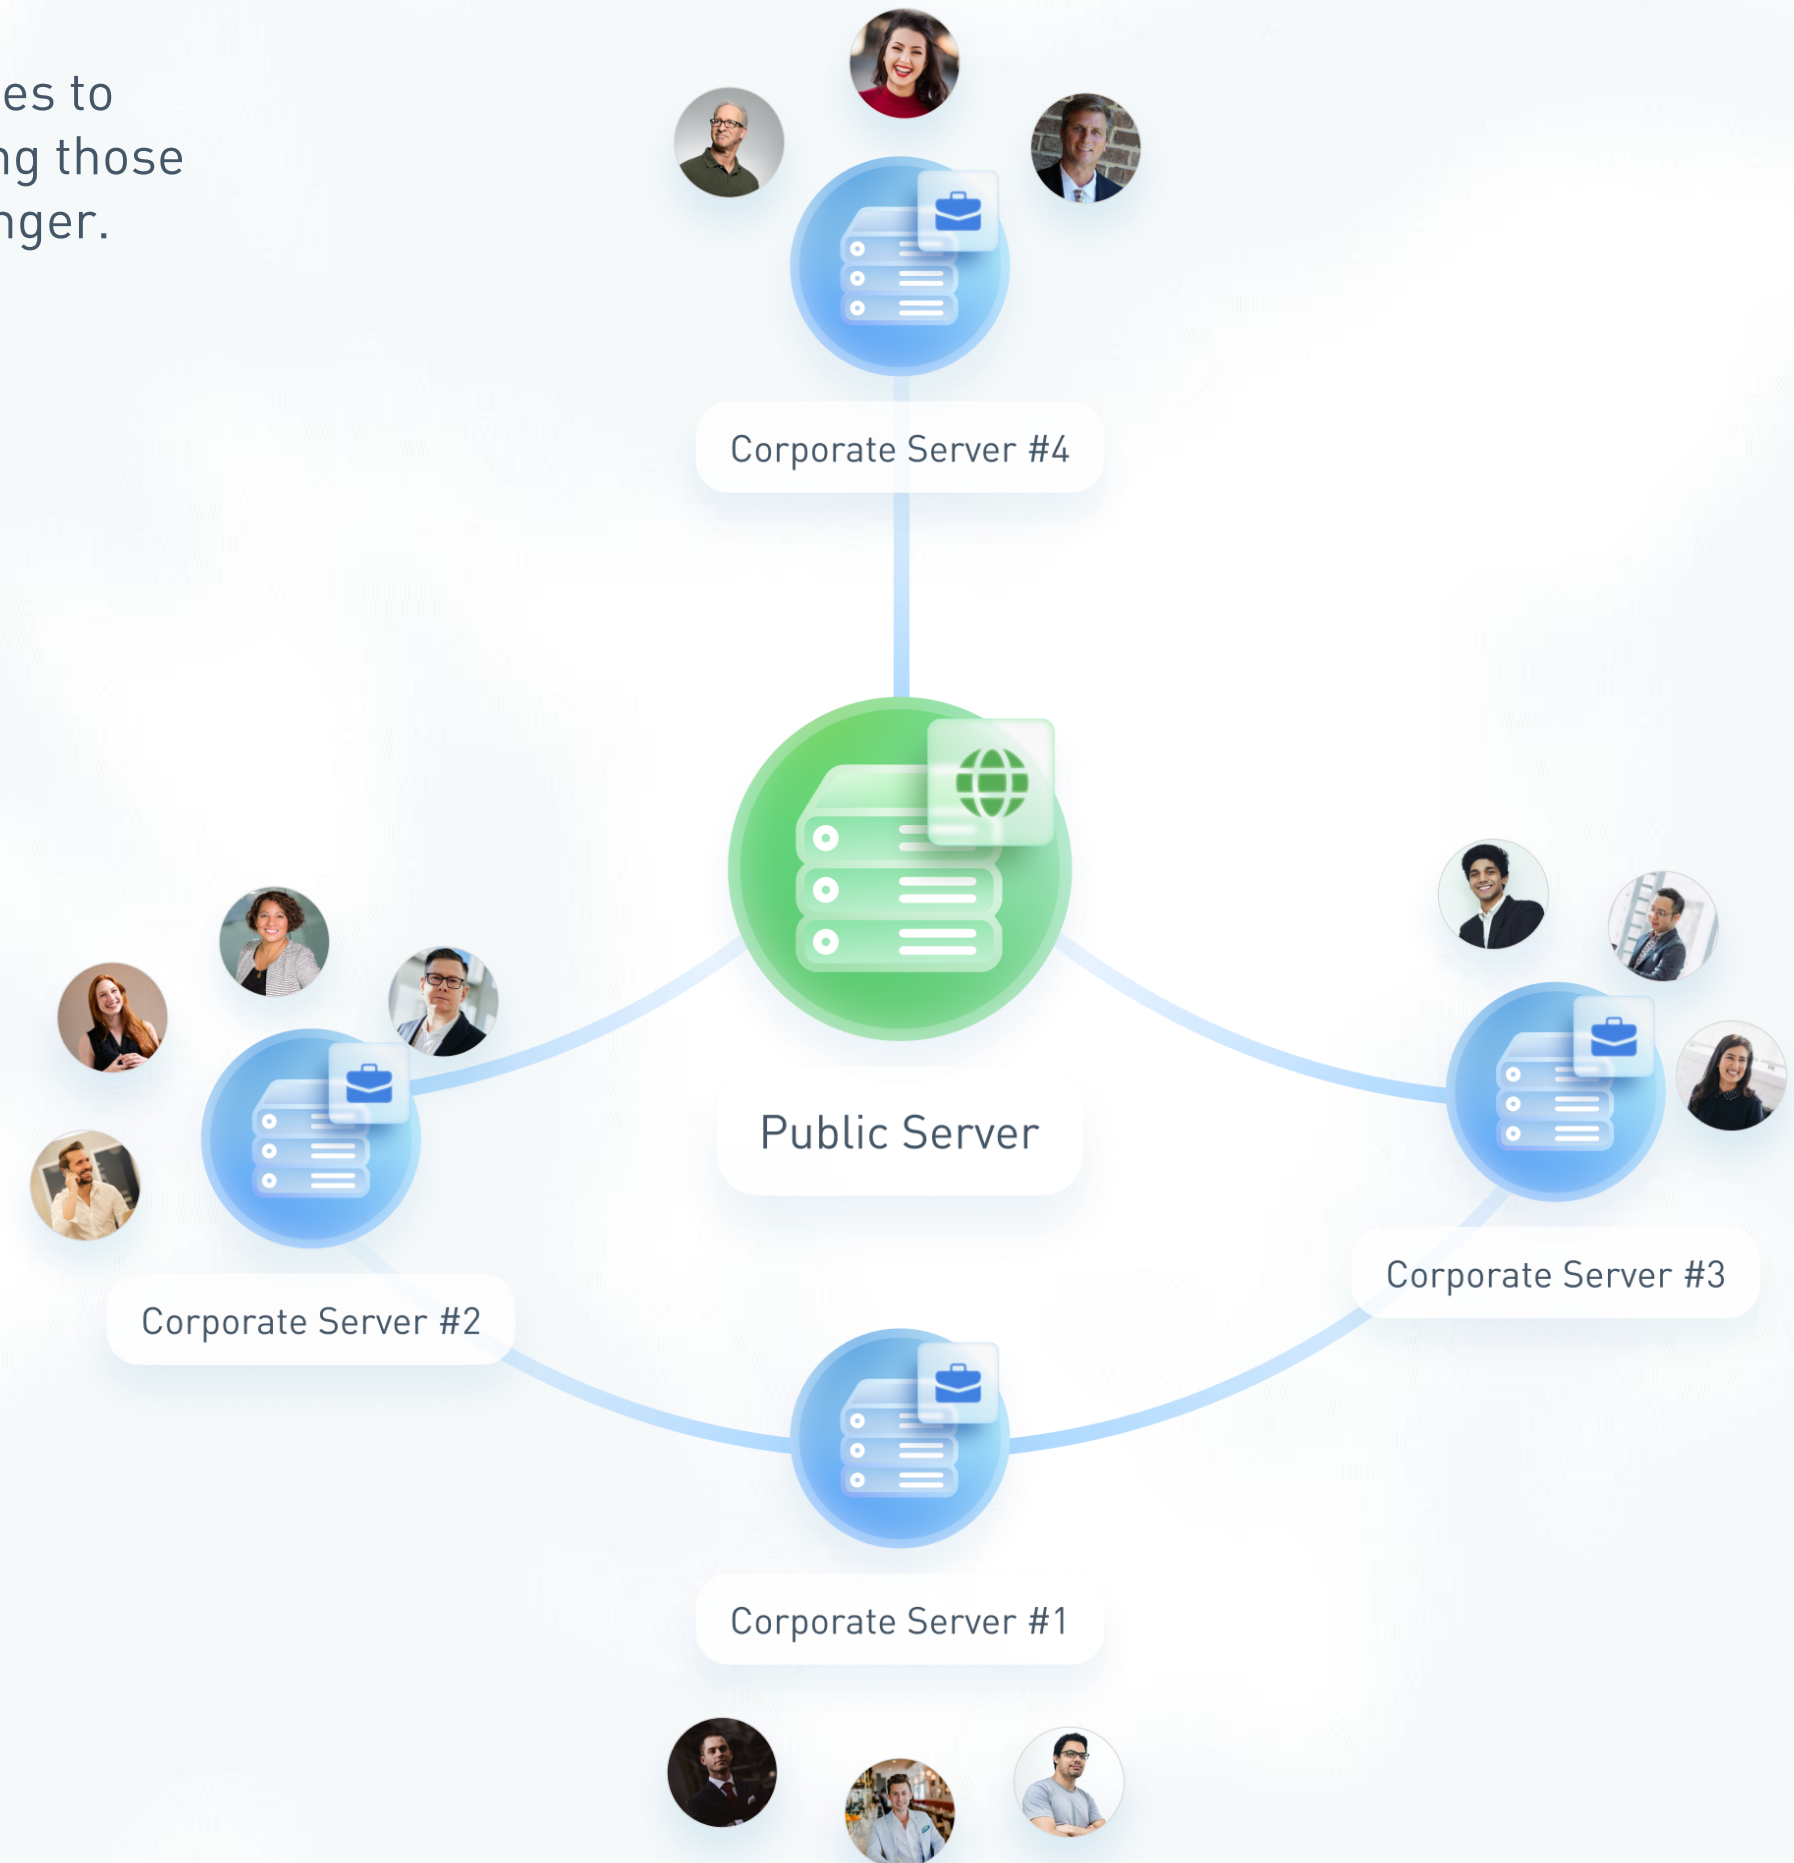 es to
ng those
nger.
Corporate Server #4
Public Server
Corporate Server #3
Corporate Server #2
Corporate Server #1